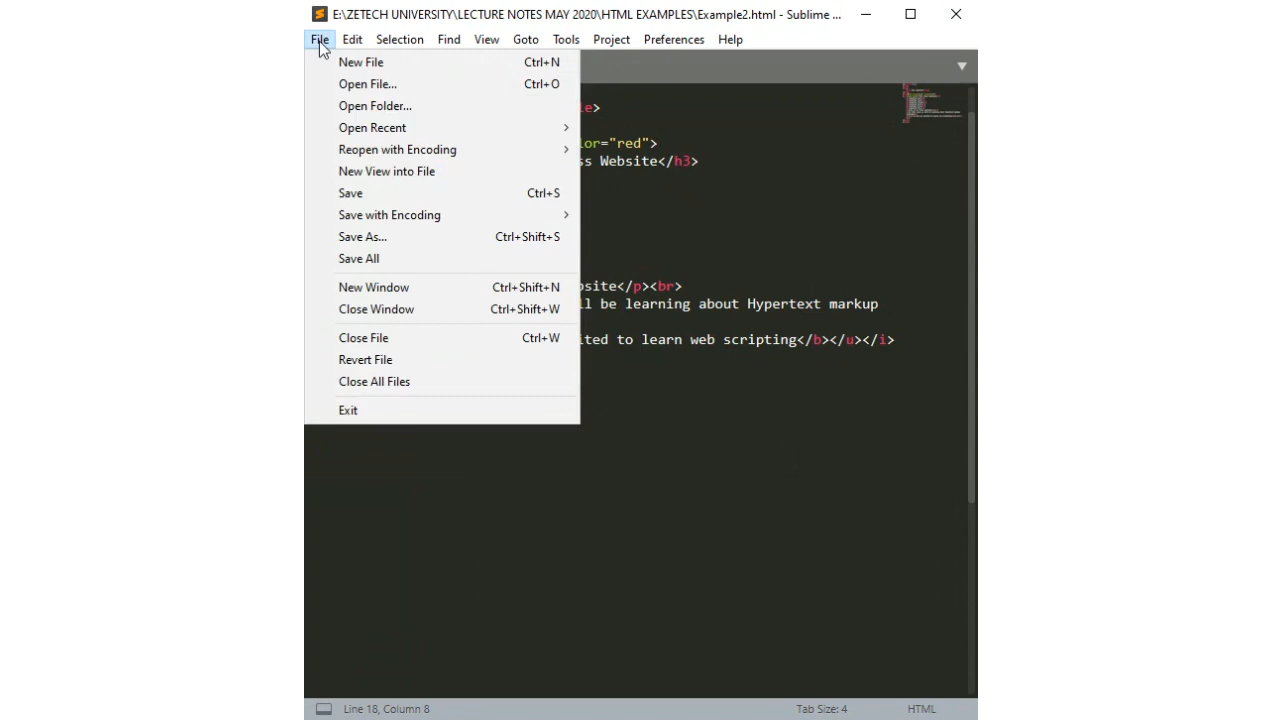 E:\ZETECH UNIVERSITY\LECTURE NOTES MAY 2020\HTML EXAMPLES\Example2.html - Sublime ...
File Edit Selection Find View Goto Tools Project Preferences Help
New File Ctrl+N
Open File... Ctrl+O
Open Folder...
le>
Open Recent
or="red">
Reopen with Encoding
ss Website</h3>
New View into File
Save Ctrl+S
Save with Encoding
Save As... Ctrl+Shift+S
Save All
New Window Ctrl+Shift+N
bsite</p><br>
Close Window Ctrl+Shift+W
ll be learning about Hypertext markup
Close File Ctrl+W
ited to learn web scripting</b></u></i>
Revert File
Close All Files
Exit
Line 18, Column 8 Tab Size: 4 HTML